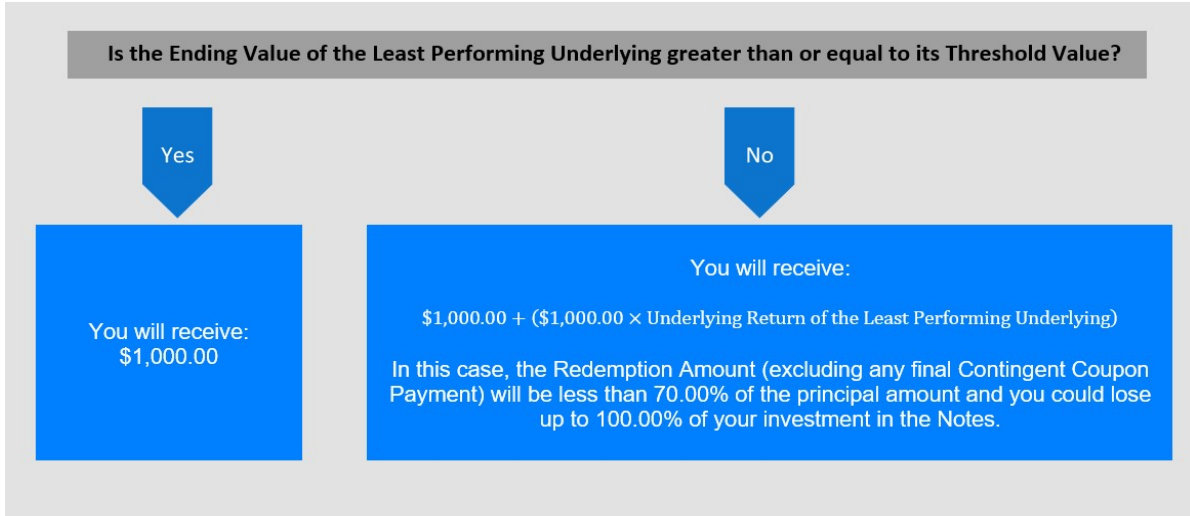 Is the Ending Value of the Least Performing Underlying greater than or equal to its Threshold Value?
Yes
No
You will receive:
$1,000.00
You will receive:
$1,000.00 + ($1,000.00 × Underlying Return of the Least Performing Underlying)
In this case, the Redemption Amount (excluding any final Contingent Coupon
Payment) will be less than 70.00% of the principal amount and you could lose
up to 100.00% of your investment in the Notes.